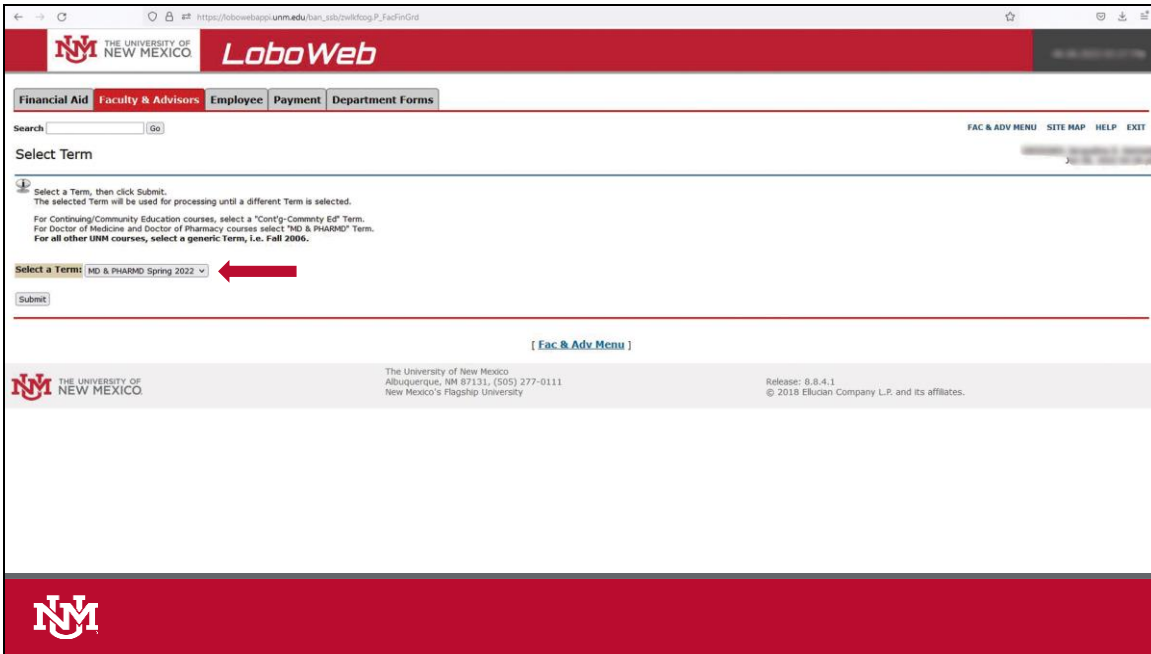 https://lobowebapp.unm.edu/ban_ssb/zwlkfcog.P_FacFinGrd
THE UNIVERSITY OF
NEW MEXICO
LoboWeb
Financial Aid Faculty & Advisors Employee Payment Department Forms
Search Go FAC & ADV MENU SITE MAP HELP EXIT
Select Term
Select a Term, then click Submit.
The selected Term will be used for processing until a different Term is selected.
For Continuing/Community Education courses, select a "Cont'g-Commnty Ed" Term.
For Doctor of Medicine and Doctor of Pharmacy courses select "MD & PHARMD" Term.
For all other UNM courses, select a generic Term, i.e. Fall 2006.
Select a Term: MD & PHARMD Spring 2022
Submit
[ Fac & Adv Menu ]
THE UNIVERSITY OF
NEW MEXICO
The University of New Mexico
Albuquerque, NM 87131, (505) 277-0111
New Mexico's Flagship University
Release: 8.8.4.1
© 2018 Ellucian Company L.P. and its affiliates.
NM